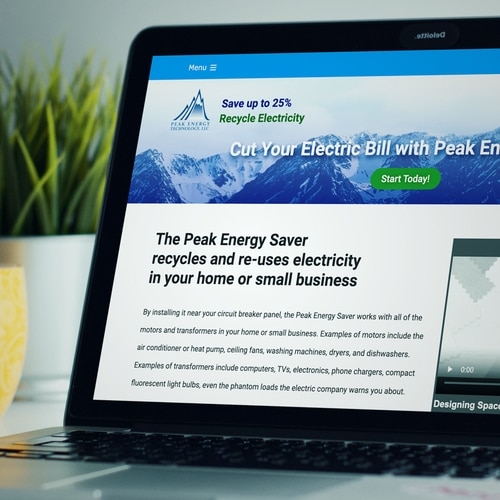 Deloitte.
Menu
Save up to 25%
Recycle Electricity
PEAK ENERGY
TECHNOLOGY, LLC
Cut Your Electric Bill with Peak En
Start Today!
The Peak Energy Saver
recycles and re-uses electricity
in your home or small business
By installing it near your circuit breaker panel, the Peak Energy Saver works with all of the
motors and transformers in your home or small business. Examples of motors include the
air conditioner or heat pump, ceiling fans, washing machines, dryers, and dishwashers.
Examples of transformers include computers, TVs, electronics, phone chargers, compact
fluorescent light bulbs, even the phantom loads the electric company warns you about.
0:00
Designing Space